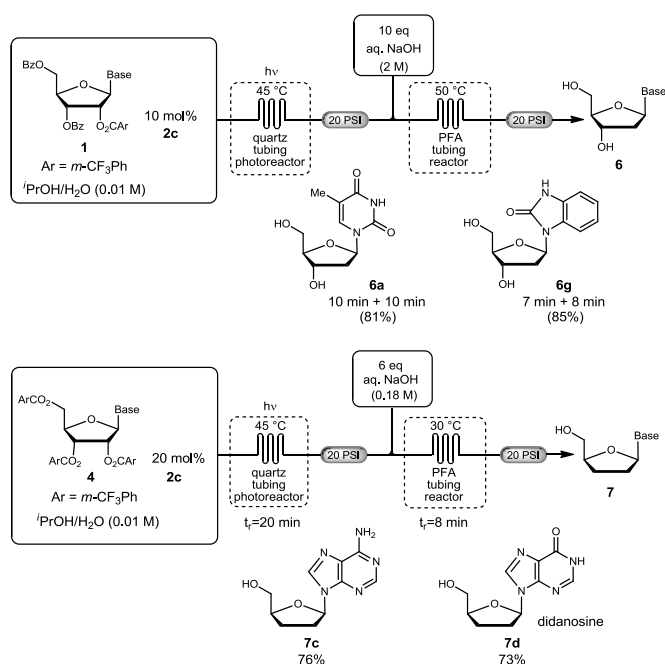 10 eq
aq. NaOH
(2 M)
BzO
O
Base
OBz
O₂CAr
1
Ar = m-CF₃Ph
ⁱPrOH/H₂O (0.01 M)
10 mol%
2c
hν
45 °C
quartz
tubing
photoreactor
20 PSI
50 °C
PFA
tubing
reactor
20 PSI
HO
O
Base
HO
6
Me
O
NH
N
O
HO
O
OH
6a
10 min + 10 min
(81%)
H
N
O
N
HO
O
OH
6g
7 min + 8 min
(85%)
6 eq
aq. NaOH
(0.18 M)
ArCO₂
O
Base
ArCO₂
O₂CAr
4
Ar = m-CF₃Ph
ⁱPrOH/H₂O (0.01 M)
20 mol%
2c
hν
45 °C
quartz
tubing
photoreactor
tᵣ=20 min
20 PSI
30 °C
PFA
tubing
reactor
tᵣ=8 min
20 PSI
HO
O
Base
7
NH₂
N
N
N
N
HO
O
7c
76%
O
N
NH
N
N
HO
O
didanosine
7d
73%